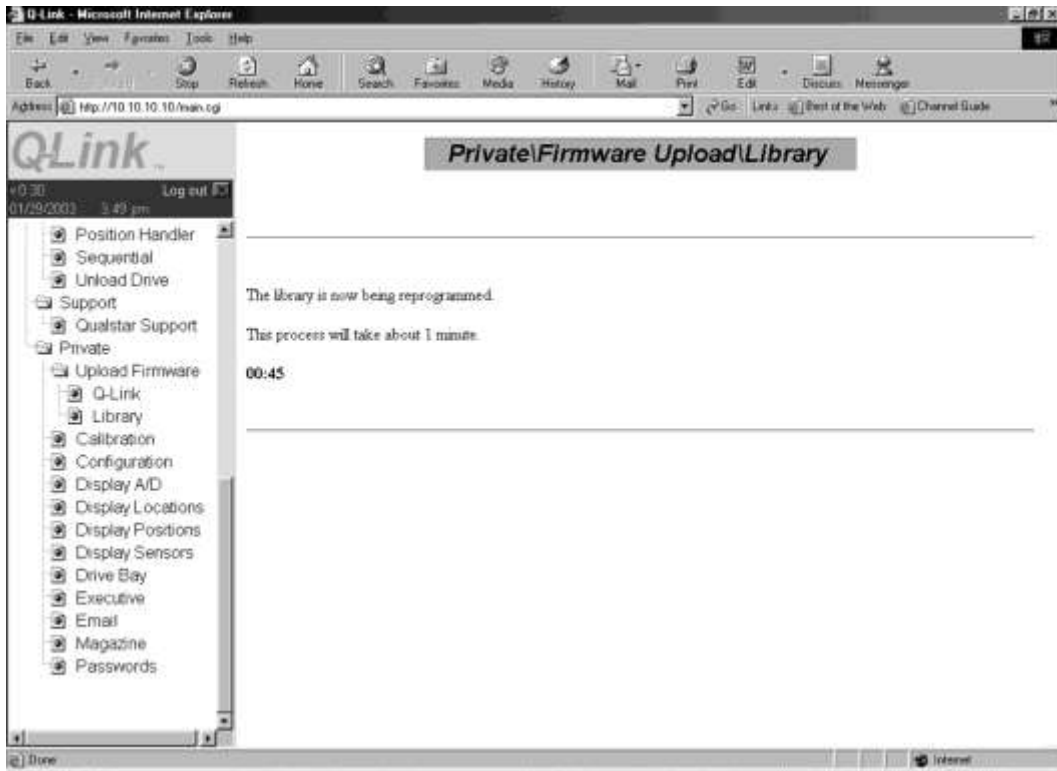 Q-Link - Microsoft Internet Explorer
File Edit View Favorites Tools Help
Back Stop Refresh Home Search Favorites Media History Mail Print Edit Discuss Messenger
Address http://10.10.10.10/main.cgi Go Links Best of the Web Channel Guide
Q-Link
v0.30 Log out
01/29/2003 3:49 pm
Position Handler
Sequential
Unload Drive
Support
Qualstar Support
Private
Upload Firmware
Q-Link
Library
Calibration
Configuration
Display A/D
Display Locations
Display Positions
Display Sensors
Drive Bay
Executive
Email
Magazine
Passwords
Private\Firmware Upload\Library
The library is now being reprogrammed.
This process will take about 1 minute.
00:45
Done Internet